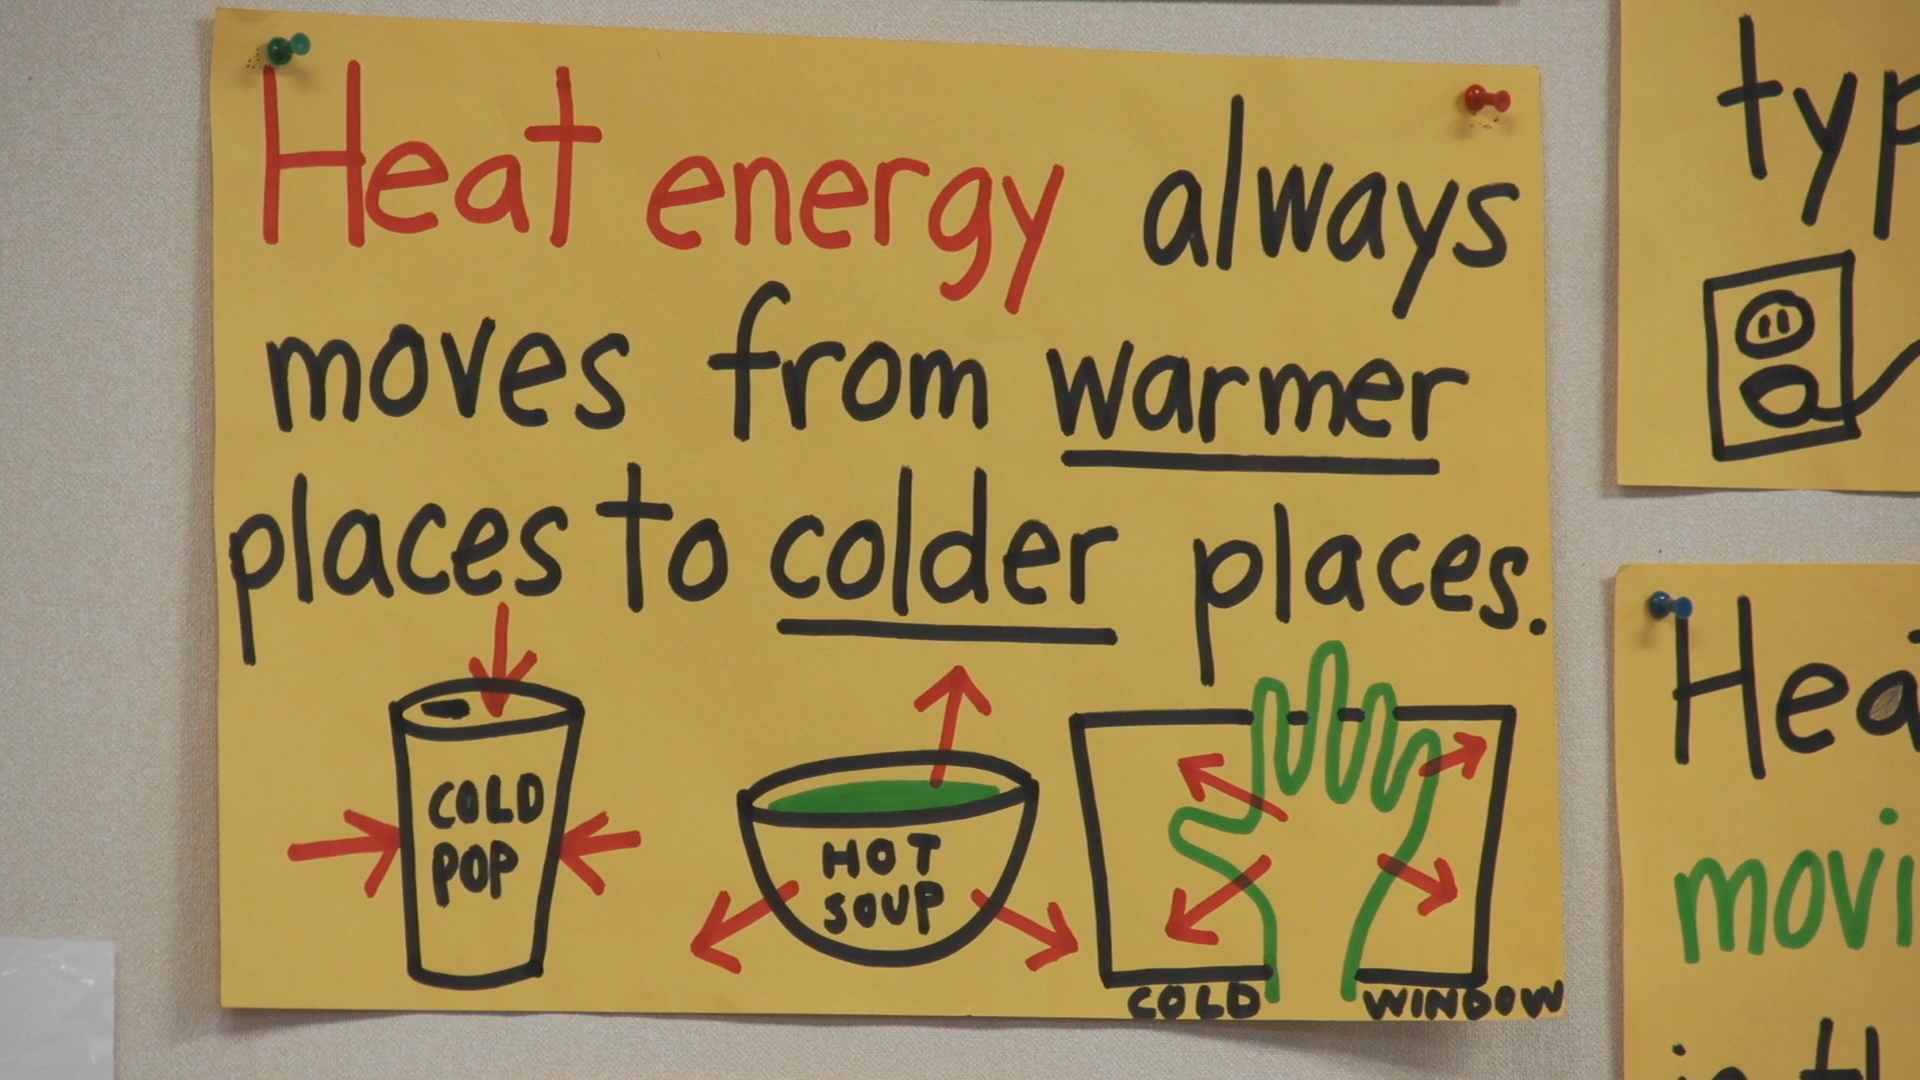 Heat energy always
moves from warmer
places to colder places.
COLD
POP
HOT
SOUP
COLD WINDOW
typ
Hea
movi